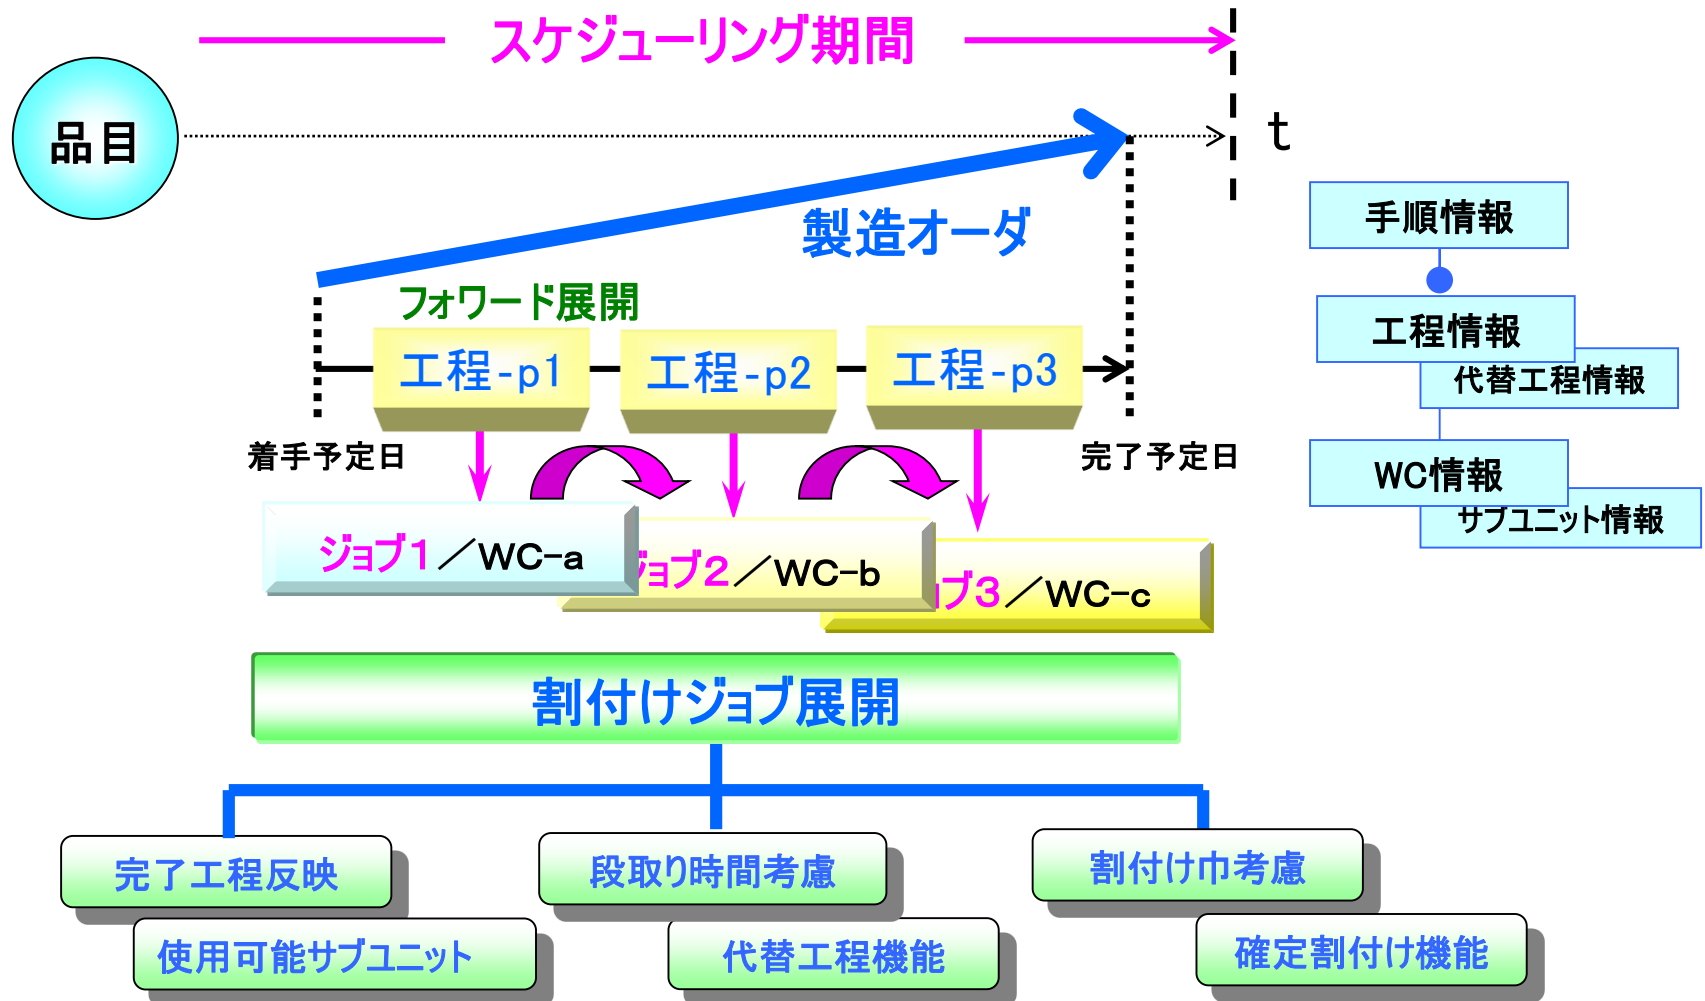 スケジューリング期間
品目
t
製造オーダ
手順情報
フォワード展開
工程情報
工程-p1
工程-p2
工程-p3
代替工程情報
着手予定日
完了予定日
WC情報
サブユニット情報
ジョブ1／WC-a
ジョブ2／WC-b
ョブ3／WC-c
割付けジョブ展開
完了工程反映
段取り時間考慮
割付け巾考慮
使用可能サブユニット
代替工程機能
確定割付け機能